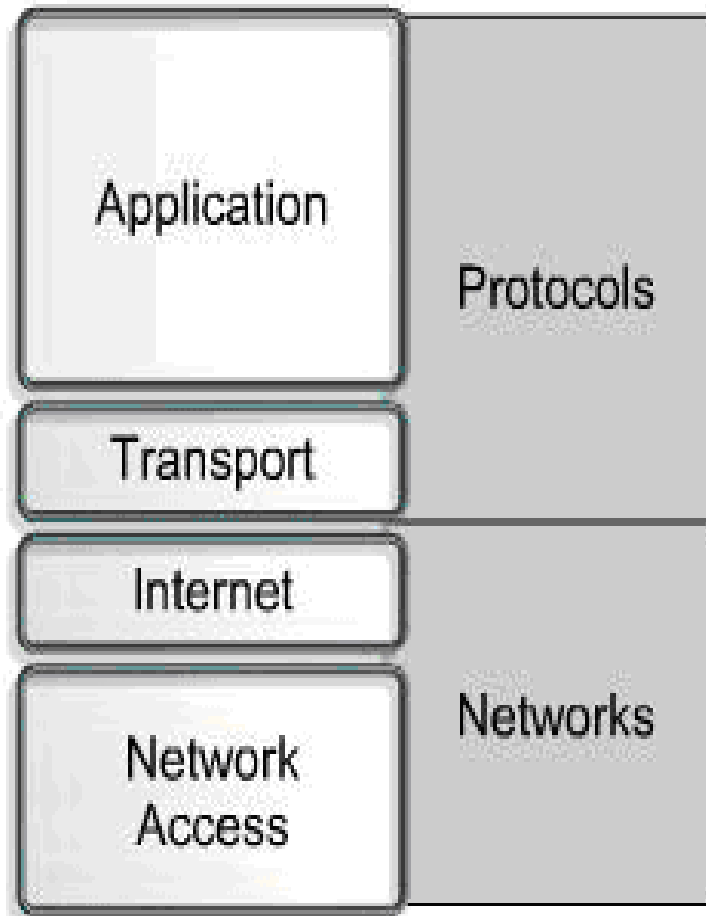 Application
Protocols
Transport
Internet
Networks
Network
Access